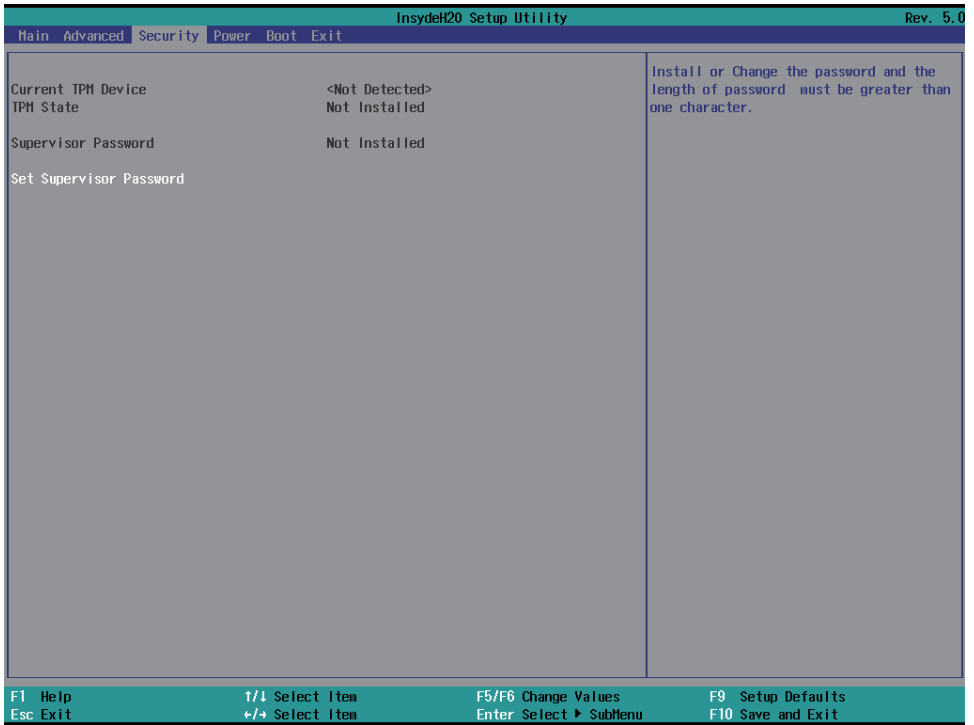 InsydeH20 Setup Utility Rev. 5.0
Main Advanced Security Power Boot Exit
Current TPM Device <Not Detected>
TPM State Not Installed
Supervisor Password Not Installed
Set Supervisor Password
Install or Change the password and the
length of password must be greater than
one character.
F1 Help ↑/↓ Select Item F5/F6 Change Values F9 Setup Defaults
Esc Exit ←/→ Select Item Enter Select ▶ SubMenu F10 Save and Exit